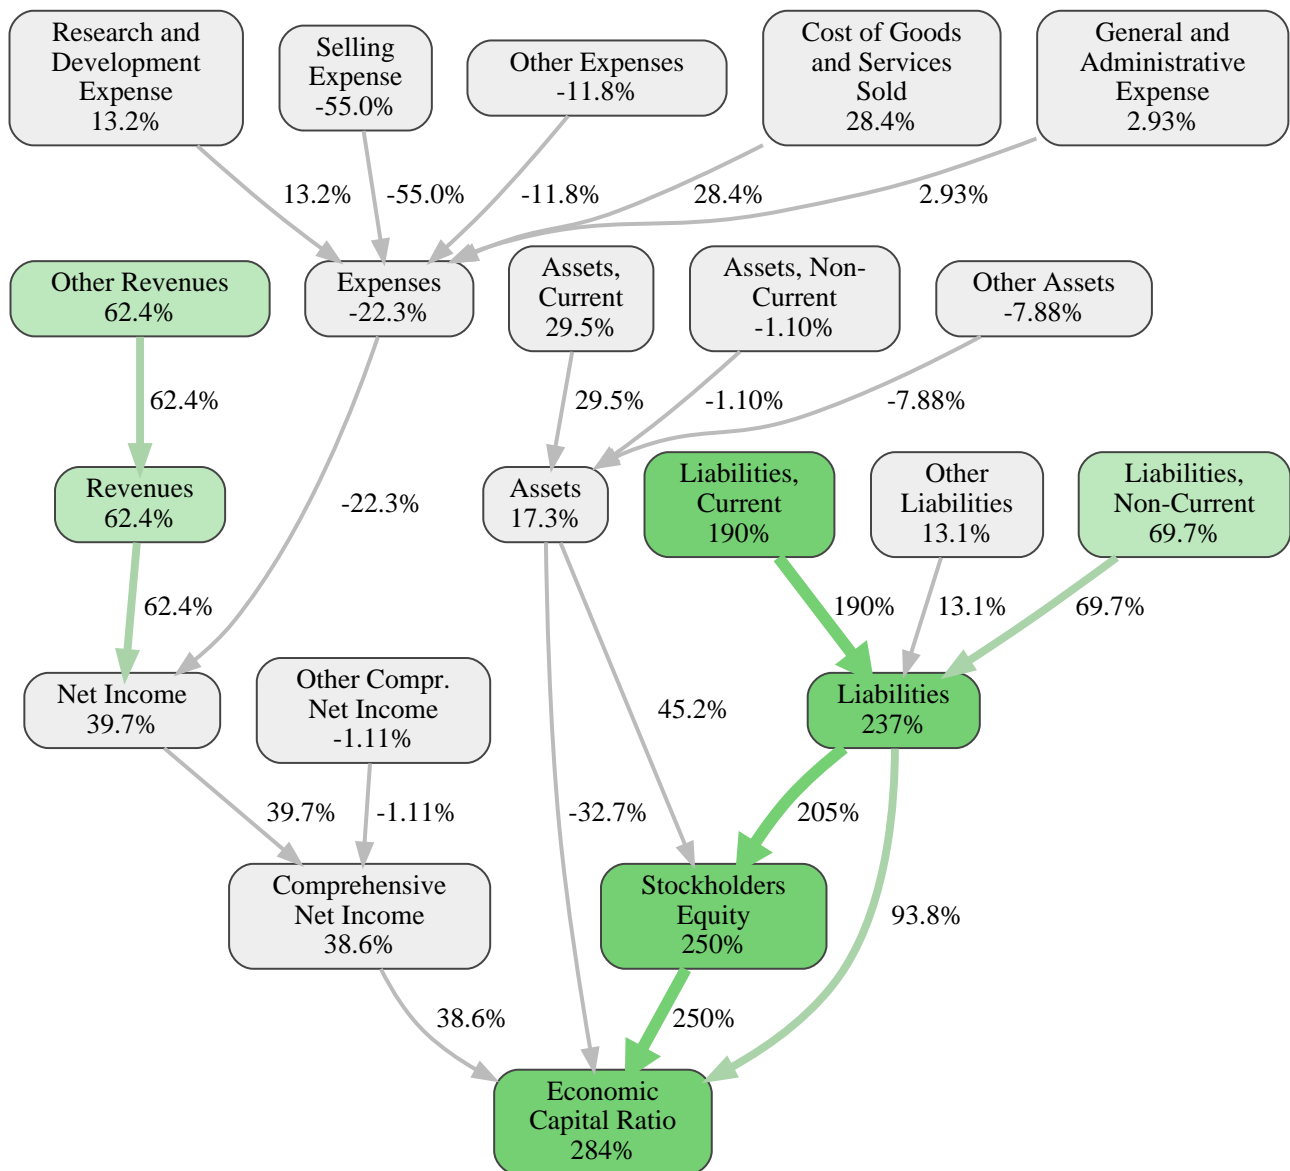 Research and
Development
Expense
13.2%
Selling
Expense
-55.0%
Other Expenses
-11.8%
Cost of Goods
and Services
Sold
28.4%
General and
Administrative
Expense
2.93%
13.2%
-55.0%
-11.8%
28.4%
2.93%
Other Revenues
62.4%
Expenses
-22.3%
Assets,
Current
29.5%
Assets, Non-
Current
-1.10%
Other Assets
-7.88%
62.4%
29.5%
-1.10%
-7.88%
Revenues
62.4%
-22.3%
Assets
17.3%
Liabilities,
Current
190%
Other
Liabilities
13.1%
Liabilities,
Non-Current
69.7%
62.4%
190%
13.1%
69.7%
Net Income
39.7%
Other Compr.
Net Income
-1.11%
45.2%
Liabilities
237%
39.7%
-1.11%
-32.7%
205%
Comprehensive
Net Income
38.6%
Stockholders
Equity
250%
93.8%
38.6%
250%
Economic
Capital Ratio
284%